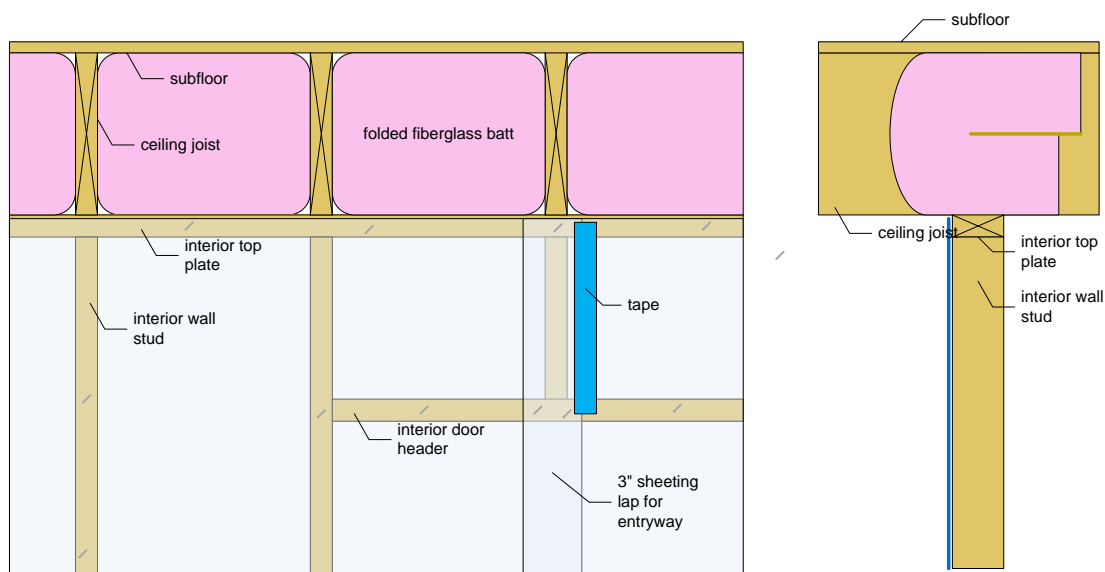 subfloor
subfloor
ceiling joist
folded fiberglass batt
ceiling joist
interior top
plate
interior top
plate
interior wall
stud
tape
interior wall
stud
interior door
header
3" sheeting
lap for
entryway